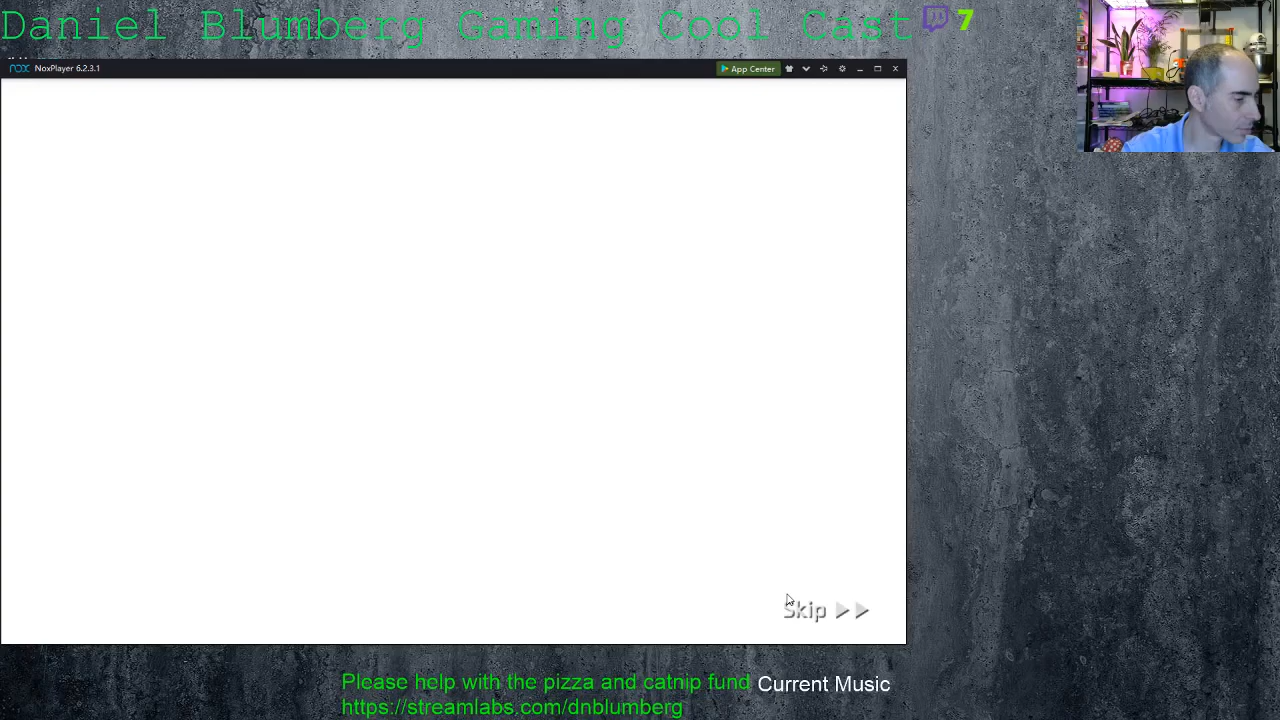 Daniel Blumberg Gaming Cool Cast 7
nox NoxPlayer 6.2.3.1 App Center
Skip
Please help with the pizza and catnip fund Current Music
https://streamlabs.com/dnblumberg